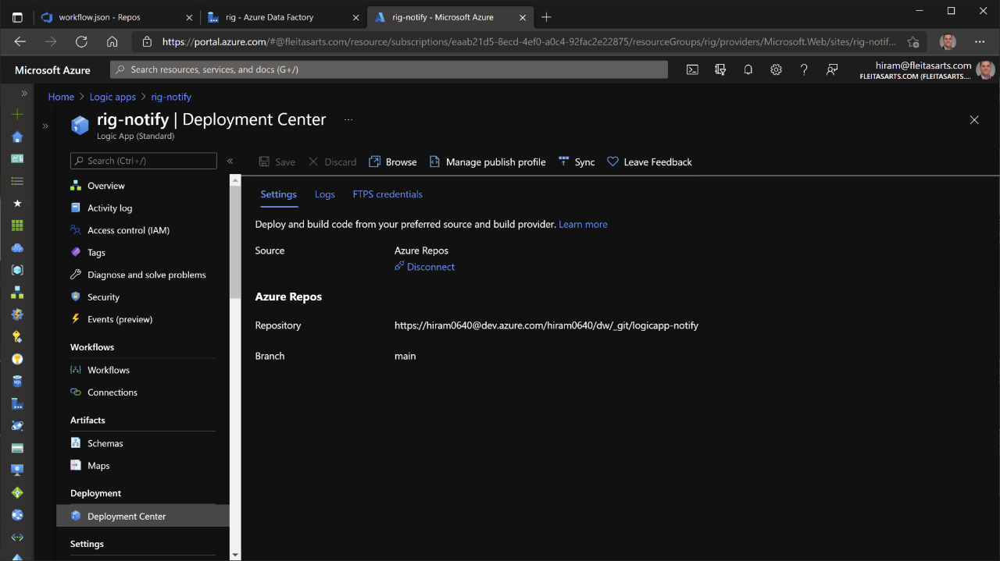 workflow.json - Repos
rig - Azure Data Factory
rig-notify - Microsoft Azure
https://portal.azure.com/#@fleitasarts.com/resource/subscriptions/eaab21d5-8ecd-4ef0-a0c4-92fac2e22875/resourceGroups/rig/providers/Microsoft.Web/sites/rig-notif...
Microsoft Azure
Search resources, services, and docs (G+/)
hiram@fleitasarts.com
FLEITASARTS.COM (FLEITASARTS....
Home > Logic apps > rig-notify
rig-notify | Deployment Center ...
Logic App (Standard)
Search (Ctrl+/)
Save
Discard
Browse
Manage publish profile
Sync
Leave Feedback
Overview
Activity log
Access control (IAM)
Tags
Diagnose and solve problems
Security
Events (preview)
Workflows
Workflows
Connections
Artifacts
Schemas
Maps
Deployment
Deployment Center
Settings
Settings
Logs
FTPS credentials
Deploy and build code from your preferred source and build provider. Learn more
Source
Azure Repos
Disconnect
Azure Repos
Repository
https://hiram0640@dev.azure.com/hiram0640/dw/_git/logicapp-notify
Branch
main